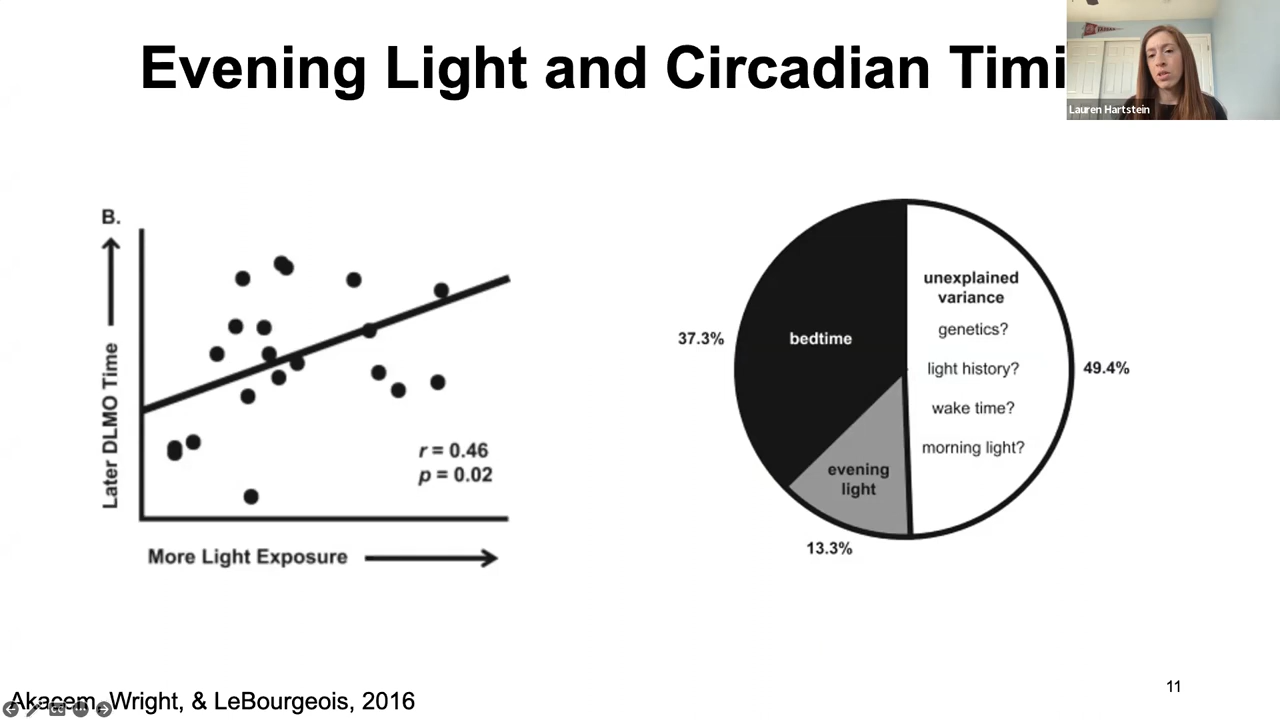 Evening Light and Circadian Timi
Lauren Hartstein
B.
Later DLMO Time
r = 0.46
p = 0.02
More Light Exposure
unexplained
variance
genetics?
light history?
wake time?
morning light?
bedtime
evening
light
37.3%
49.4%
13.3%
11
Akacem, Wright, & LeBourgeois, 2016